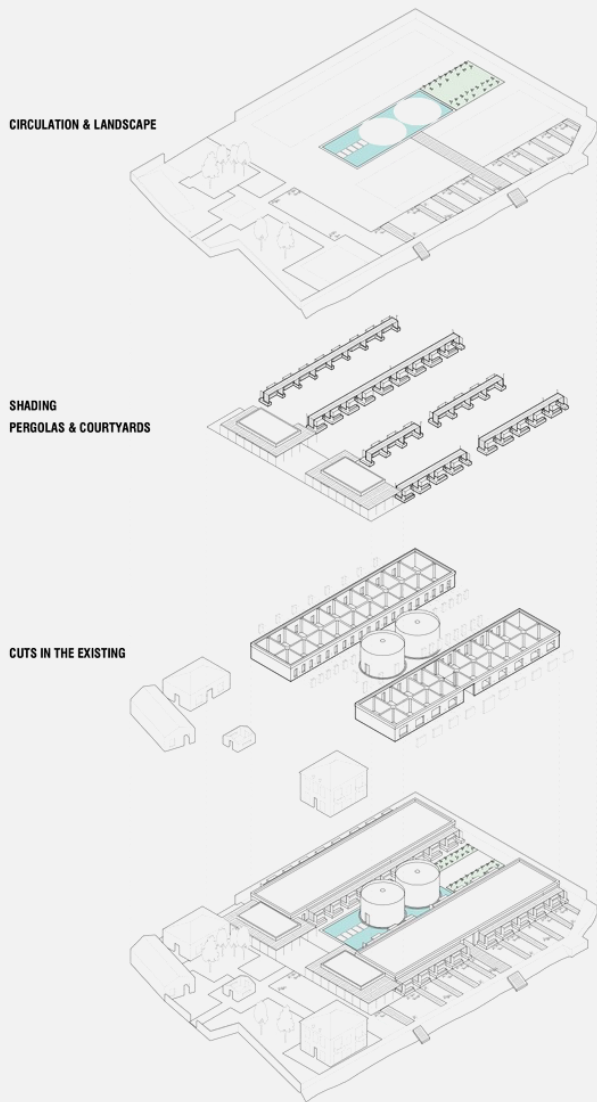 CIRCULATION & LANDSCAPE
SHADING
PERGOLAS & COURTYARDS
CUTS IN THE EXISTING